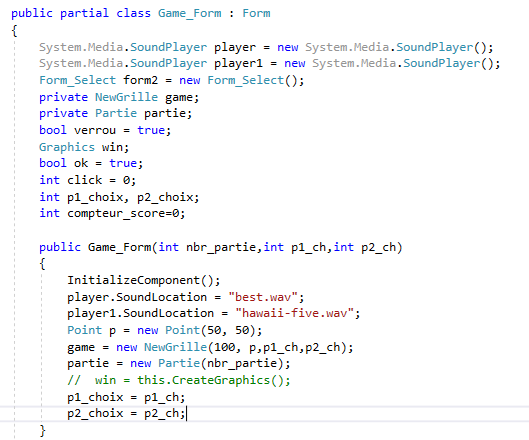 public partial class Game_Form : Form
{
System.Media.SoundPlayer player = new System.Media.SoundPlayer();
System.Media.SoundPlayer player1 = new System.Media.SoundPlayer();
Form_Select form2 = new Form_Select();
private NewGrille game;
private Partie partie;
bool verrou = true;
Graphics win;
bool ok = true;
int click = 0;
int p1_choix, p2_choix;
int compteur_score=0;
public Game_Form(int nbr_partie,int p1_ch,int p2_ch)
{
InitializeComponent();
player.SoundLocation = "best.wav";
player1.SoundLocation = "hawaii-five.wav";
Point p = new Point(50, 50);
game = new NewGrille(100, p,p1_ch,p2_ch);
partie = new Partie(nbr_partie);
//  win = this.CreateGraphics();
p1_choix = p1_ch;
p2_choix = p2_ch;
}